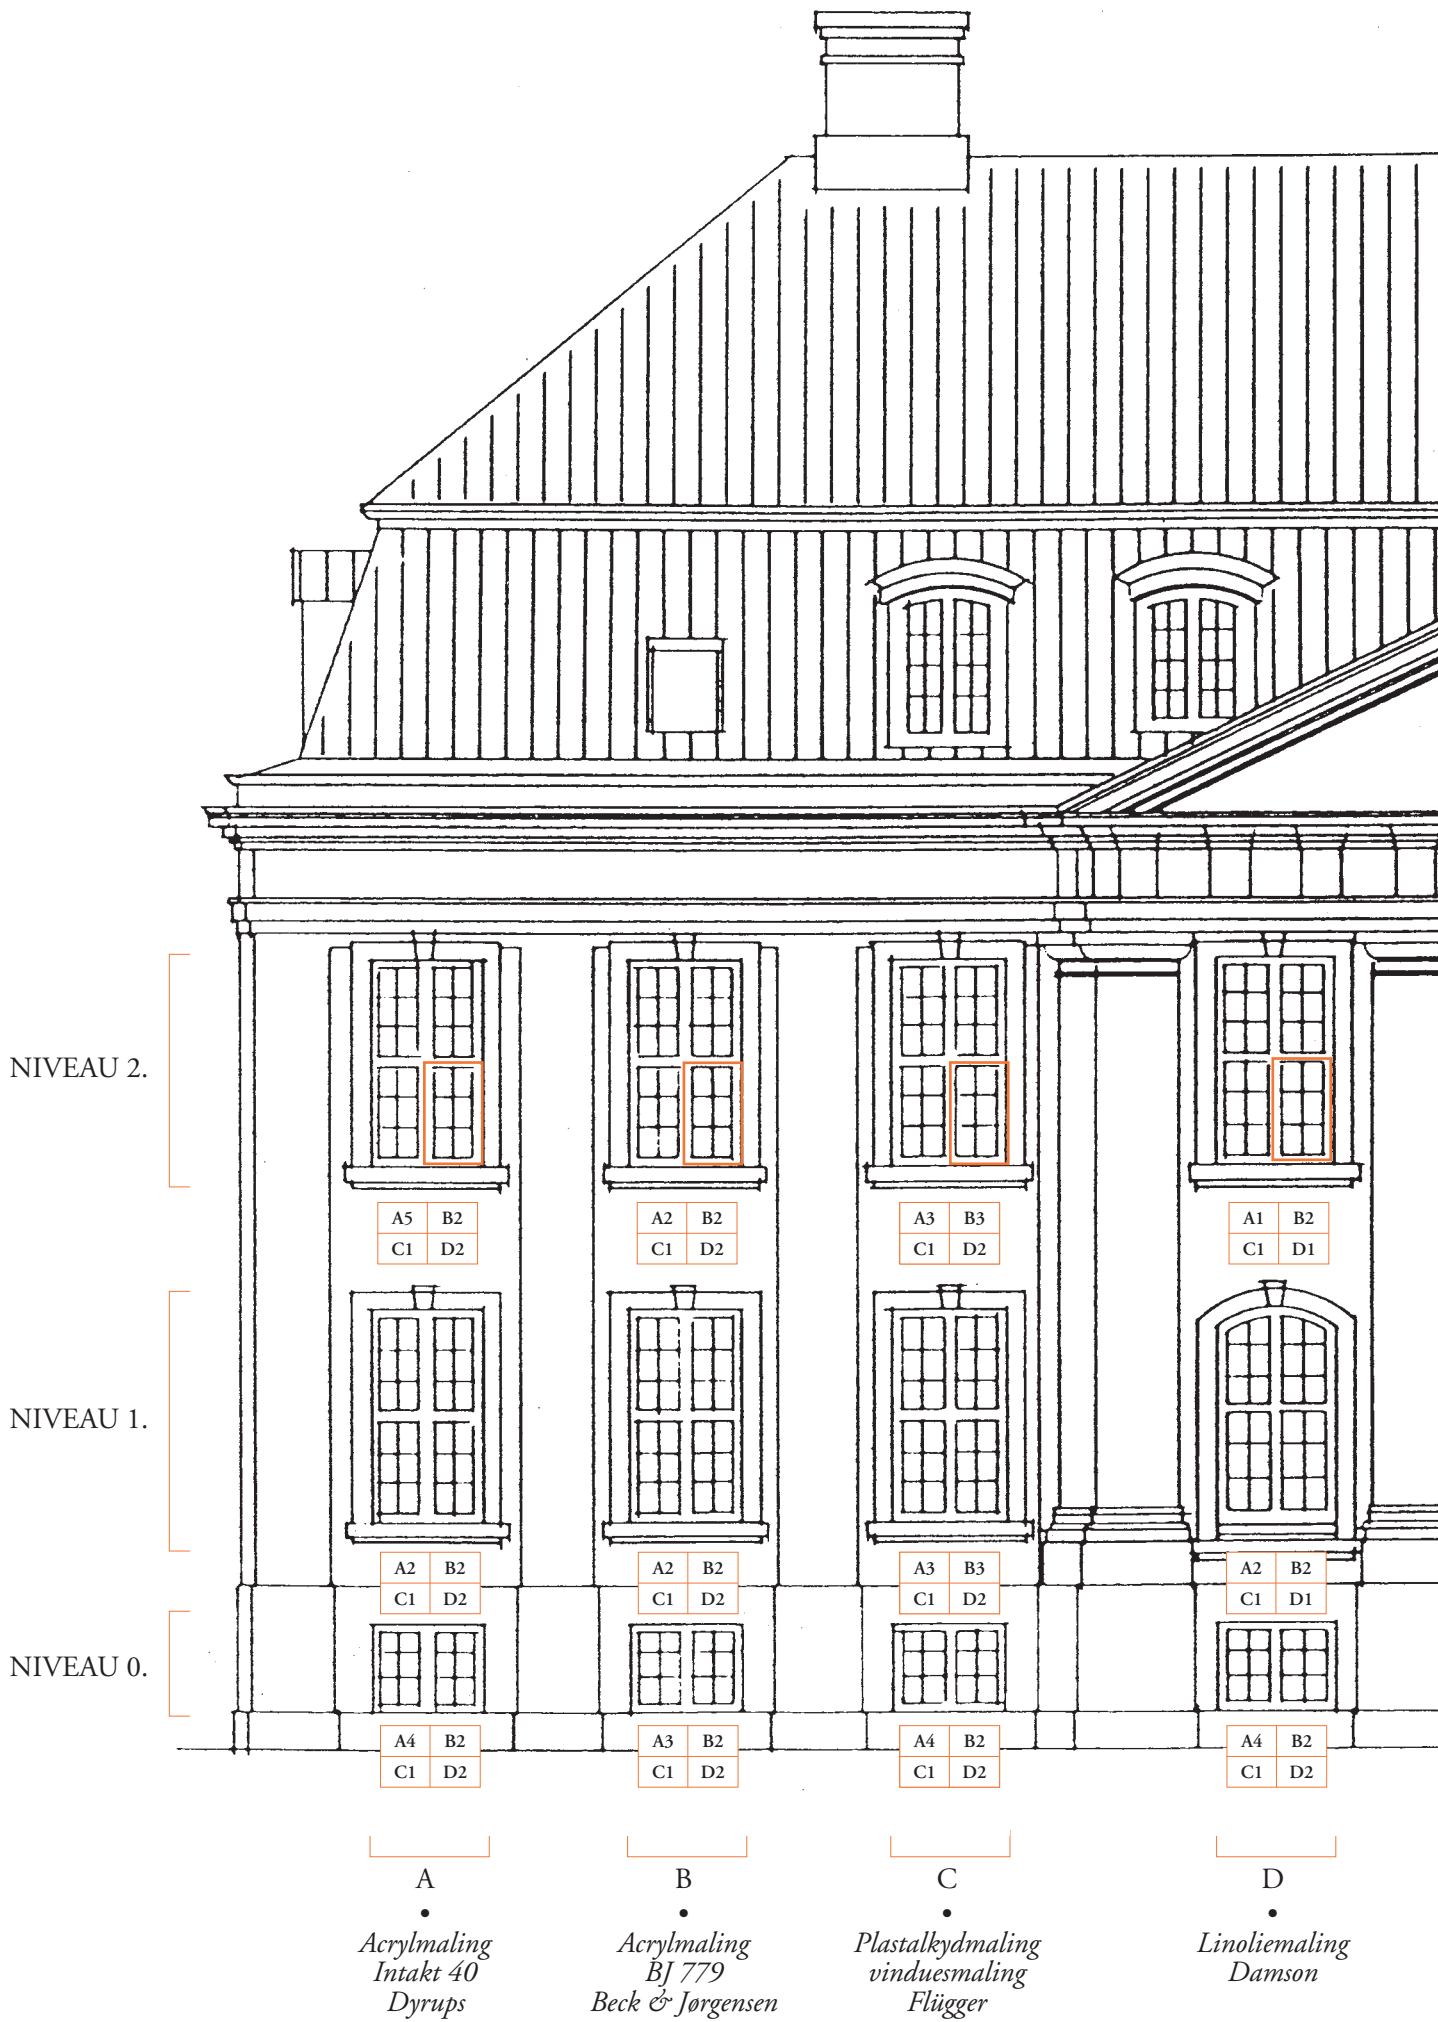 NIVEAU 2.
A5 B2 A2 B2 A3 B3 A1 B2
C1 D2 C1 D2 C1 D2 C1 D1
NIVEAU 1.
A2 B2 A2 B2 A3 B3 A2 B2
C1 D2 C1 D2 C1 D2 C1 D1
NIVEAU 0.
A4 B2 A3 B2 A4 B2 A4 B2
C1 D2 C1 D2 C1 D2 C1 D2
A
•
Acrylmaling
Intakt 40
Dyrups
B
•
Acrylmaling
BJ 779
Beck & Jørgensen
C
•
Plastalkydmaling
vinduesmaling
Flügger
D
•
Linoliemaling
Damson